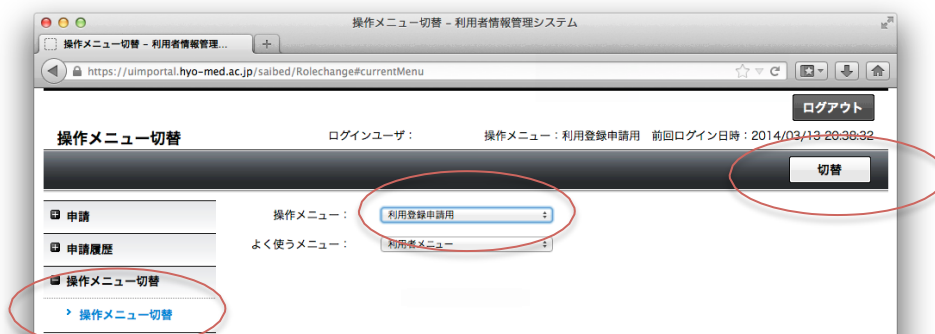 操作メニュー切替 - 利用者情報管理システム
操作メニュー切替 - 利用者情報管理... +
https://uimportal.hyo-med.ac.jp/saibed/Rolechange#currentMenu
ログアウト
操作メニュー切替 ログインユーザ： 操作メニュー：利用登録申請用 前回ログイン日時：2014/03/13 20:38:32
切替
申請 操作メニュー： 利用登録申請用
申請履歴 よく使うメニュー： 利用者メニュー
操作メニュー切替
操作メニュー切替